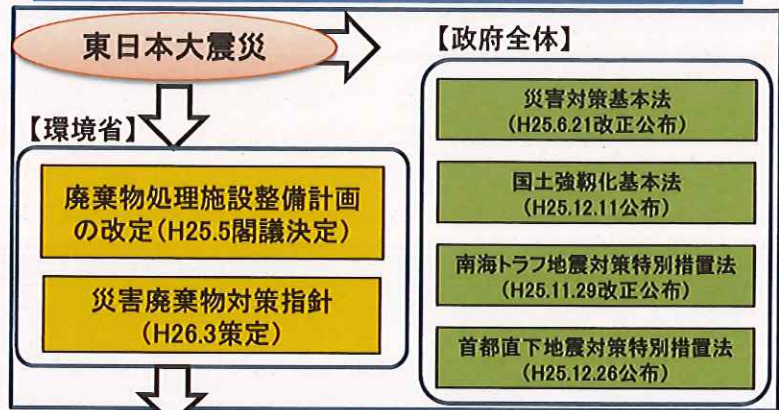 東日本大震災
【政府全体】
災害対策基本法
(H25.6.21改正公布)
国土強靱化基本法
(H25.12.11公布)
南海トラフ地震対策特別措置法
(H25.11.29改正公布)
首都直下地震対策特別措置法
(H25.12.26公布)
【環境省】
廃棄物処理施設整備計画
の改定(H25.5閣議決定)
災害廃棄物対策指針
(H26.3策定)